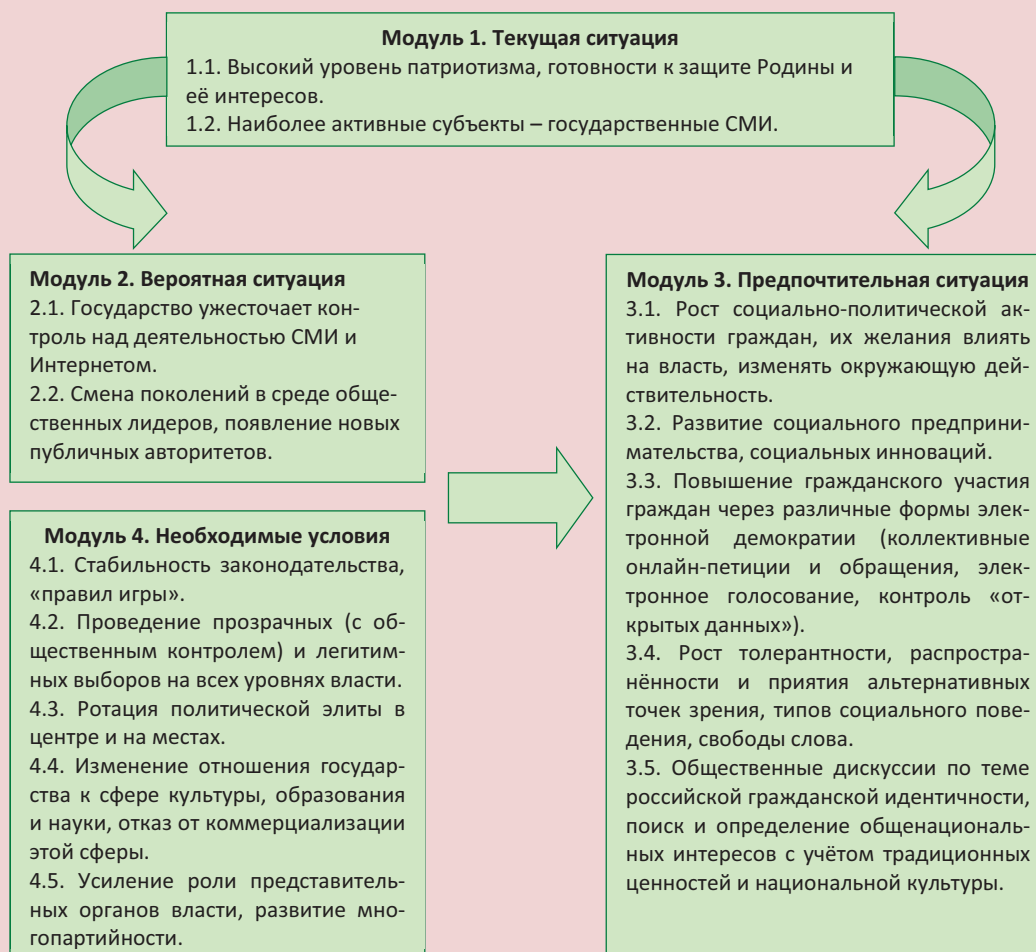 Модуль 1. Текущая ситуация
1.1. Высокий уровень патриотизма, готовности к защите Родины и
её интересов.
1.2. Наиболее активные субъекты – государственные СМИ.
Модуль 2. Вероятная ситуация
2.1. Государство ужесточает кон-
троль над деятельностью СМИ и
Интернетом.
2.2. Смена поколений в среде обще-
ственных лидеров, появление новых
публичных авторитетов.
Модуль 4. Необходимые условия
4.1. Стабильность законодательства,
«правил игры».
4.2. Проведение прозрачных (с об-
щественным контролем) и легитим-
ных выборов на всех уровнях власти.
4.3. Ротация политической элиты в
центре и на местах.
4.4. Изменение отношения государ-
ства к сфере культуры, образования
и науки, отказ от коммерциализации
этой сферы.
4.5. Усиление роли представитель-
ных органов власти, развитие мно-
гопартийности.
Модуль 3. Предпочтительная ситуация
3.1. Рост социально-политической ак-
тивности граждан, их желания влиять
на власть, изменять окружающую дей-
ствительность.
3.2. Развитие социального предприни-
мательства, социальных инноваций.
3.3. Повышение гражданского участия
граждан через различные формы элек-
тронной демократии (коллективные
онлайн-петиции и обращения, элек-
тронное голосование, контроль «от-
крытых данных»).
3.4. Рост толерантности, распростра-
нённости и приятия альтернативных
точек зрения, типов социального пове-
дения, свободы слова.
3.5. Общественные дискуссии по теме
российской гражданской идентичности,
поиск и определение общенациональ-
ных интересов с учётом традиционных
ценностей и национальной культуры.